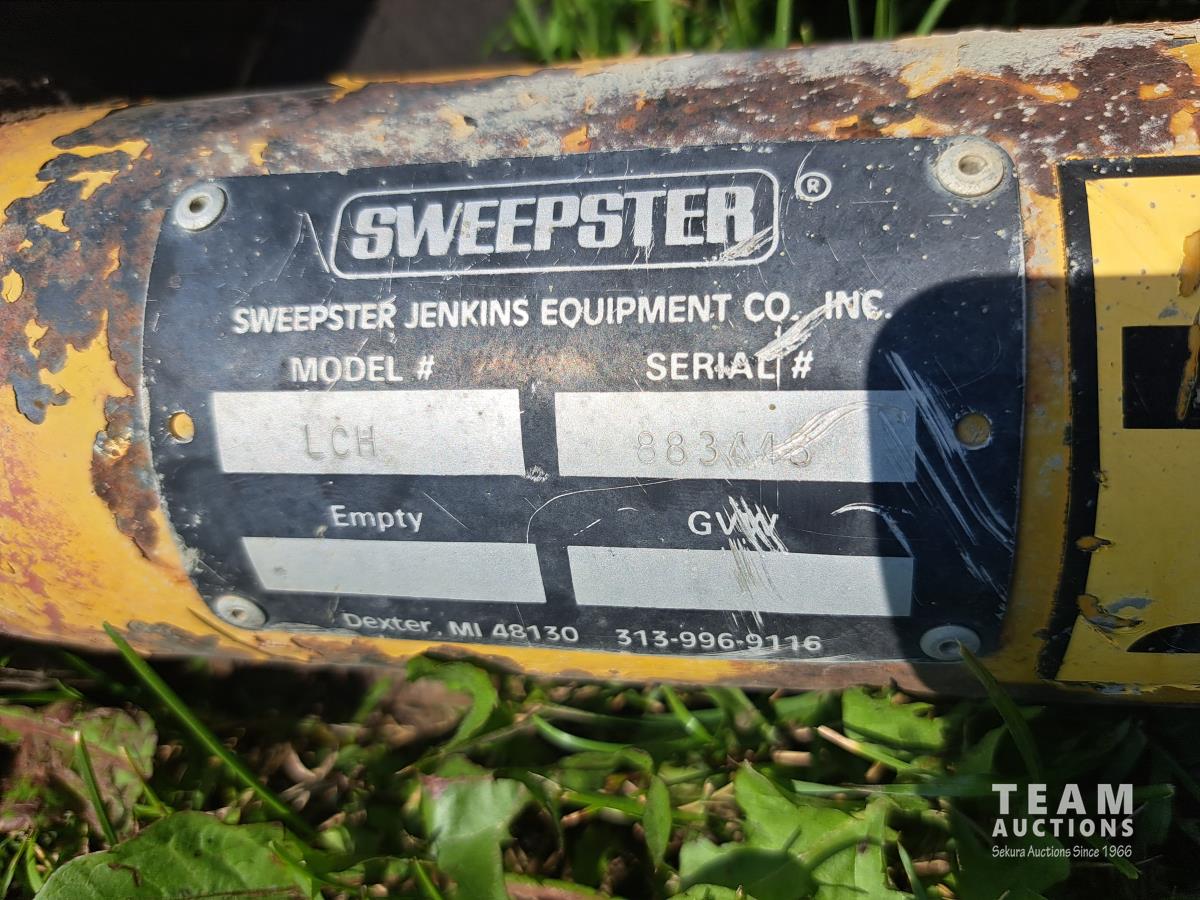 SWEEPSTER ®
SWEEPSTER JENKINS EQUIPMENT CO., INC.
MODEL # SERIAL #
LCH
Empty
Dexter, MI 48130 313-996-9116
TEAM
AUCTIONS
Sekura Auctions Since 1966